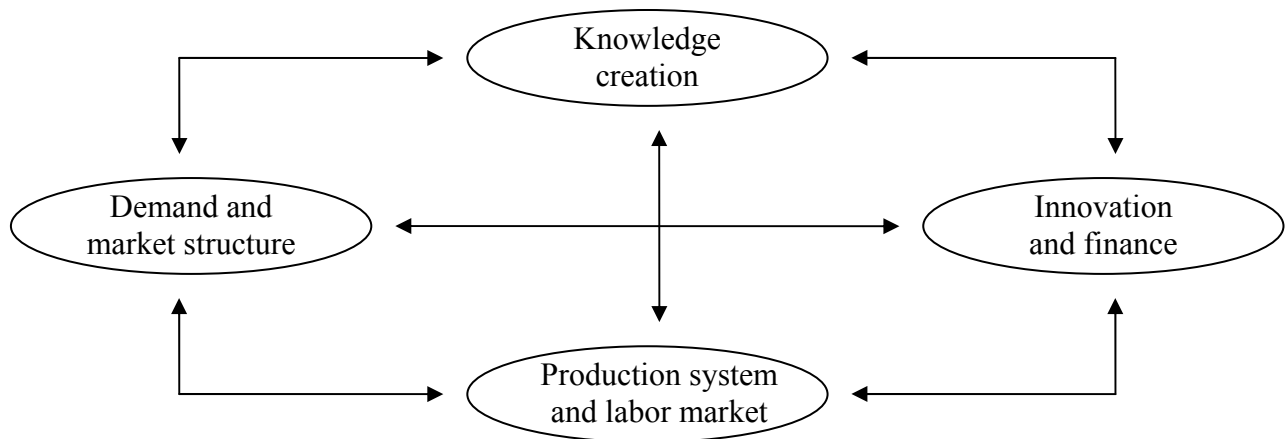 Knowledge
creation
Demand and
market structure
Innovation
and finance
Production system
and labor market